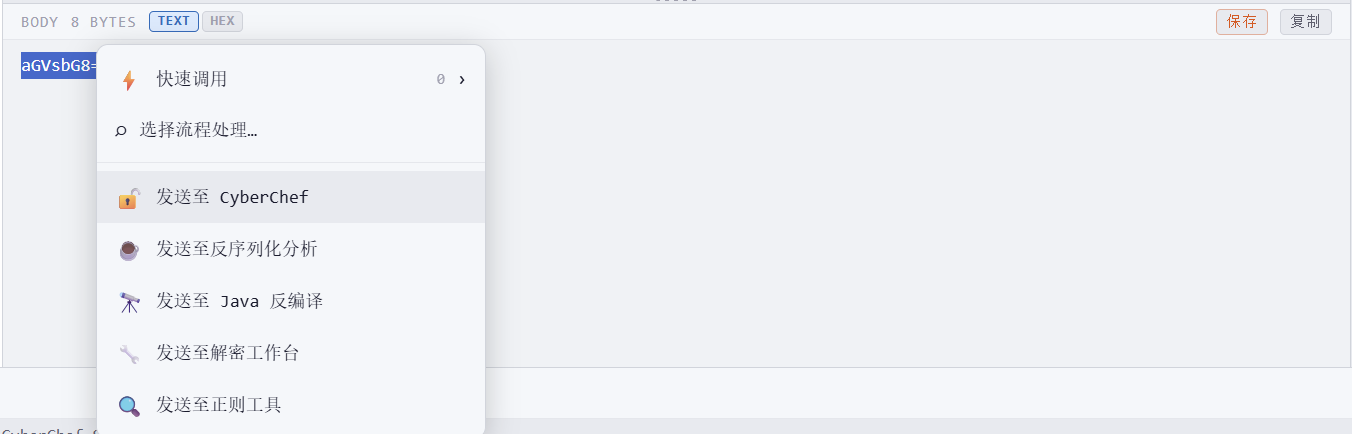 BODY 8 BYTES TEXT HEX 保存 复制
aGVsbG8=
快速调用 0 ›
选择流程处理…
发送至 CyberChef
发送至反序列化分析
发送至 Java 反编译
发送至解密工作台
发送至正则工具
CyberChef